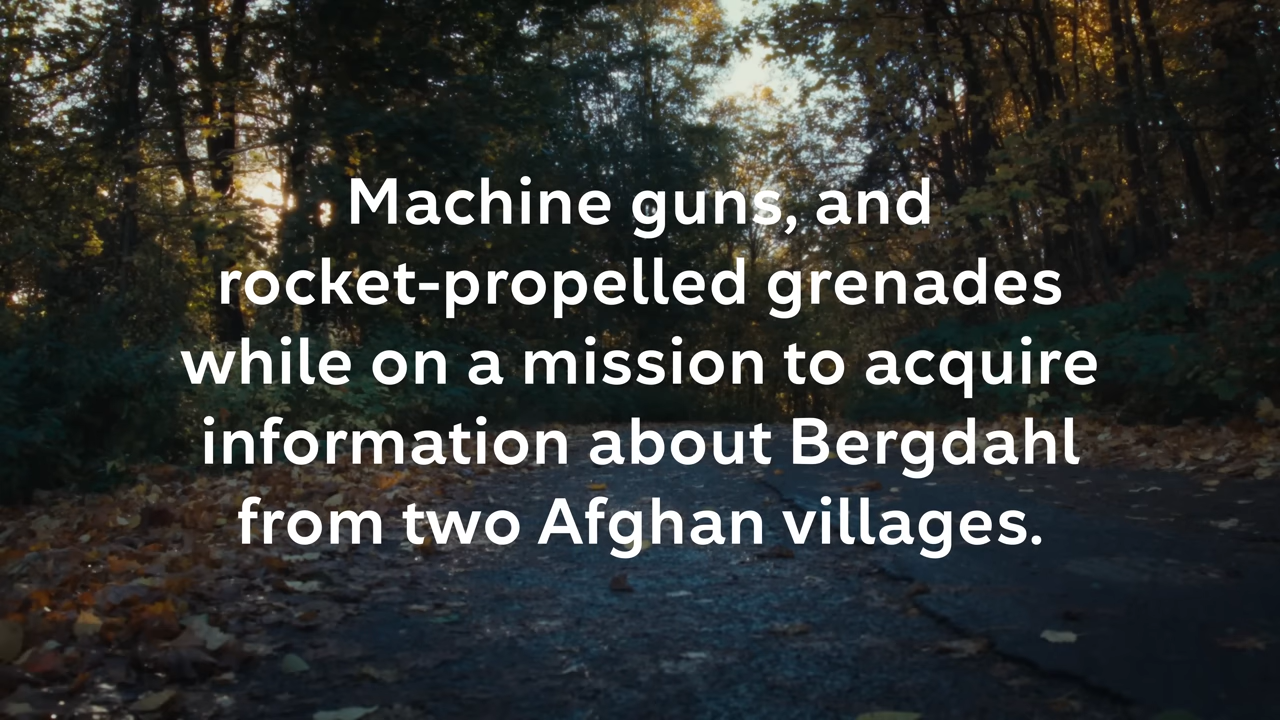 Machine guns, and
rocket-propelled grenades
while on a mission to acquire
information about Bergdahl
from two Afghan villages.